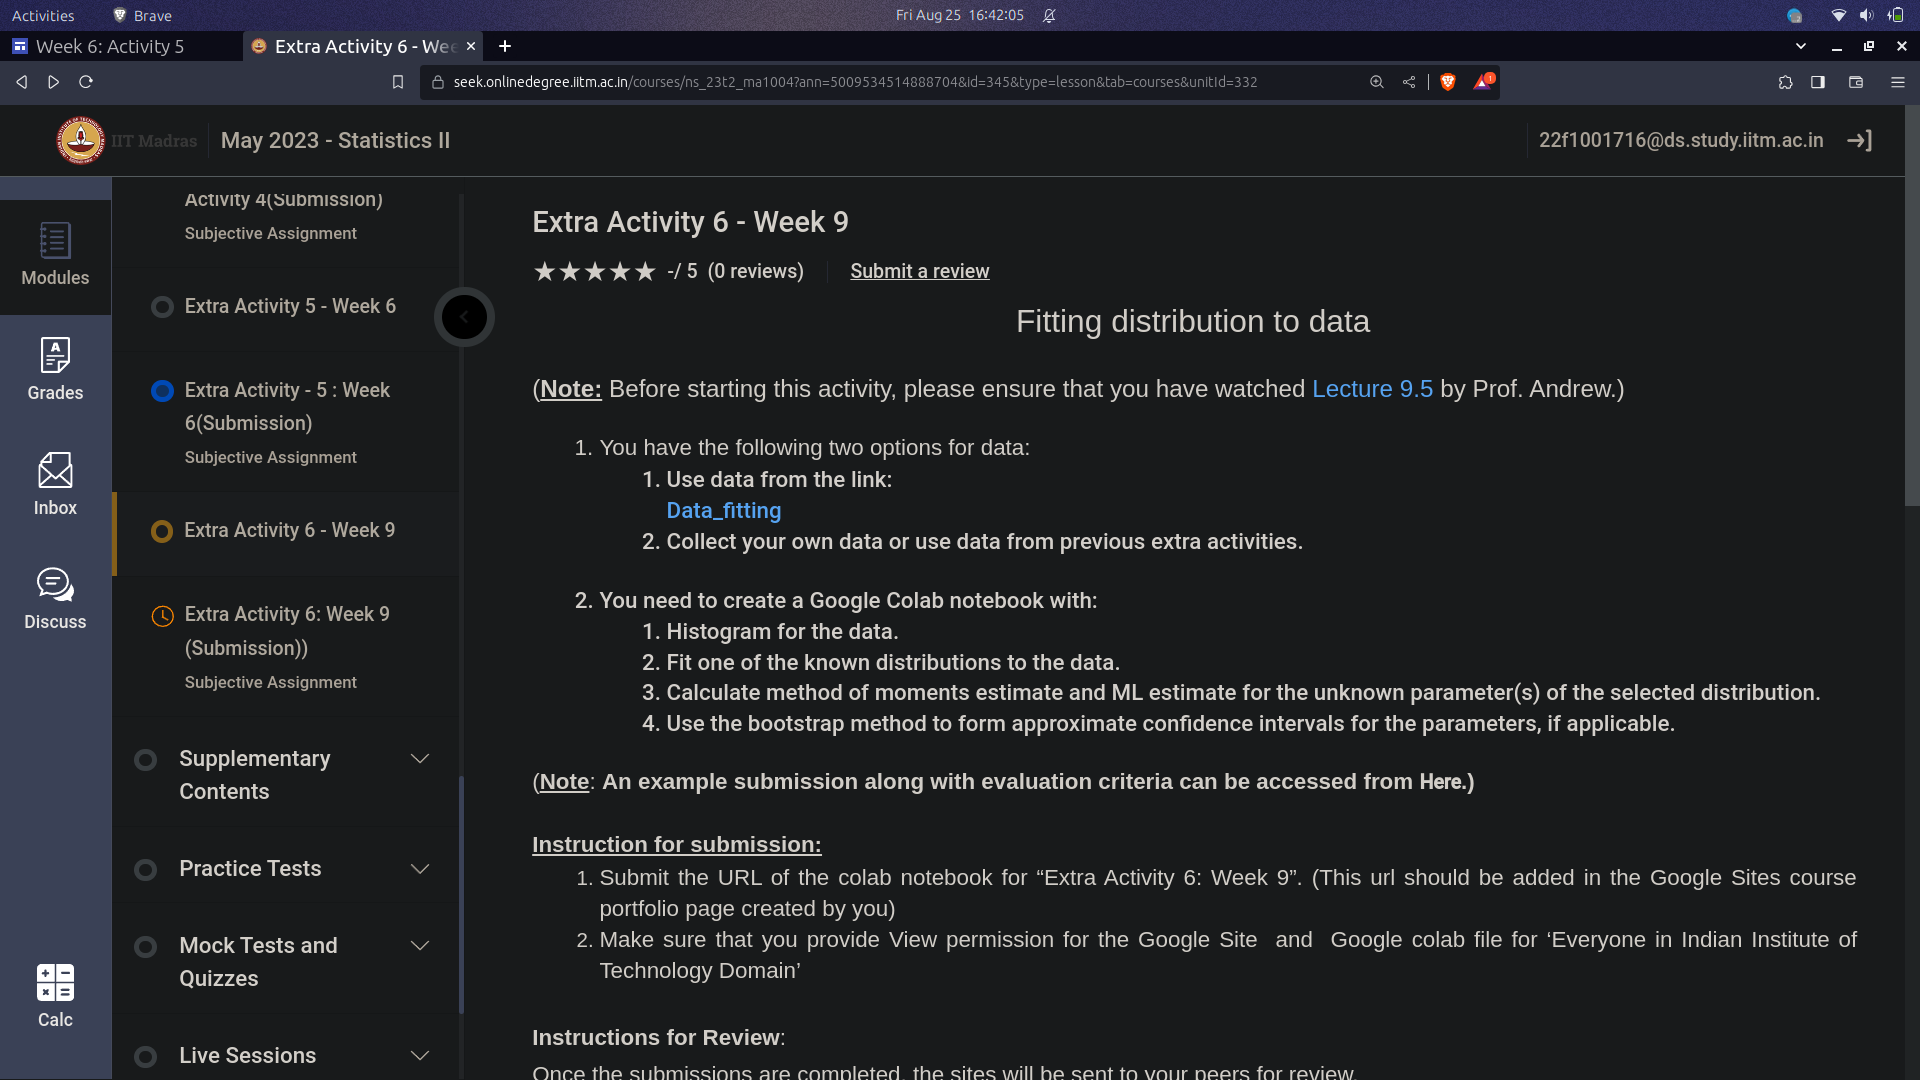 Activities
Brave
Fri Aug 25 16:42:05
Week 6: Activity 5
Extra Activity 6 - Wee
seek.onlinedegree.iitm.ac.in/courses/ns_23t2_ma1004?ann=5009534514888704&id=345&type=lesson&tab=courses&unitId=332
1
IIT Madras
May 2023 - Statistics II
22f1001716@ds.study.iitm.ac.in
Modules
Grades
Inbox
Discuss
Calc
Activity 4(Submission)
Subjective Assignment
Extra Activity 5 - Week 6
Extra Activity - 5 : Week
6(Submission)
Subjective Assignment
Extra Activity 6 - Week 9
Extra Activity 6: Week 9
(Submission))
Subjective Assignment
Supplementary
Contents
Practice Tests
Mock Tests and
Quizzes
Live Sessions
Extra Activity 6 - Week 9
-/ 5 (0 reviews)
Submit a review
Fitting distribution to data
(Note: Before starting this activity, please ensure that you have watched Lecture 9.5 by Prof. Andrew.)
1. You have the following two options for data:
1. Use data from the link:
Data_fitting
2. Collect your own data or use data from previous extra activities.
2. You need to create a Google Colab notebook with:
1. Histogram for the data.
2. Fit one of the known distributions to the data.
3. Calculate method of moments estimate and ML estimate for the unknown parameter(s) of the selected distribution.
4. Use the bootstrap method to form approximate confidence intervals for the parameters, if applicable.
(Note: An example submission along with evaluation criteria can be accessed from Here.)
Instruction for submission:
1. Submit the URL of the colab notebook for “Extra Activity 6: Week 9”. (This url should be added in the Google Sites course
portfolio page created by you)
2. Make sure that you provide View permission for the Google Site and Google colab file for ‘Everyone in Indian Institute of
Technology Domain’
Instructions for Review:
Once the submissions are completed, the sites will be sent to your peers for review.